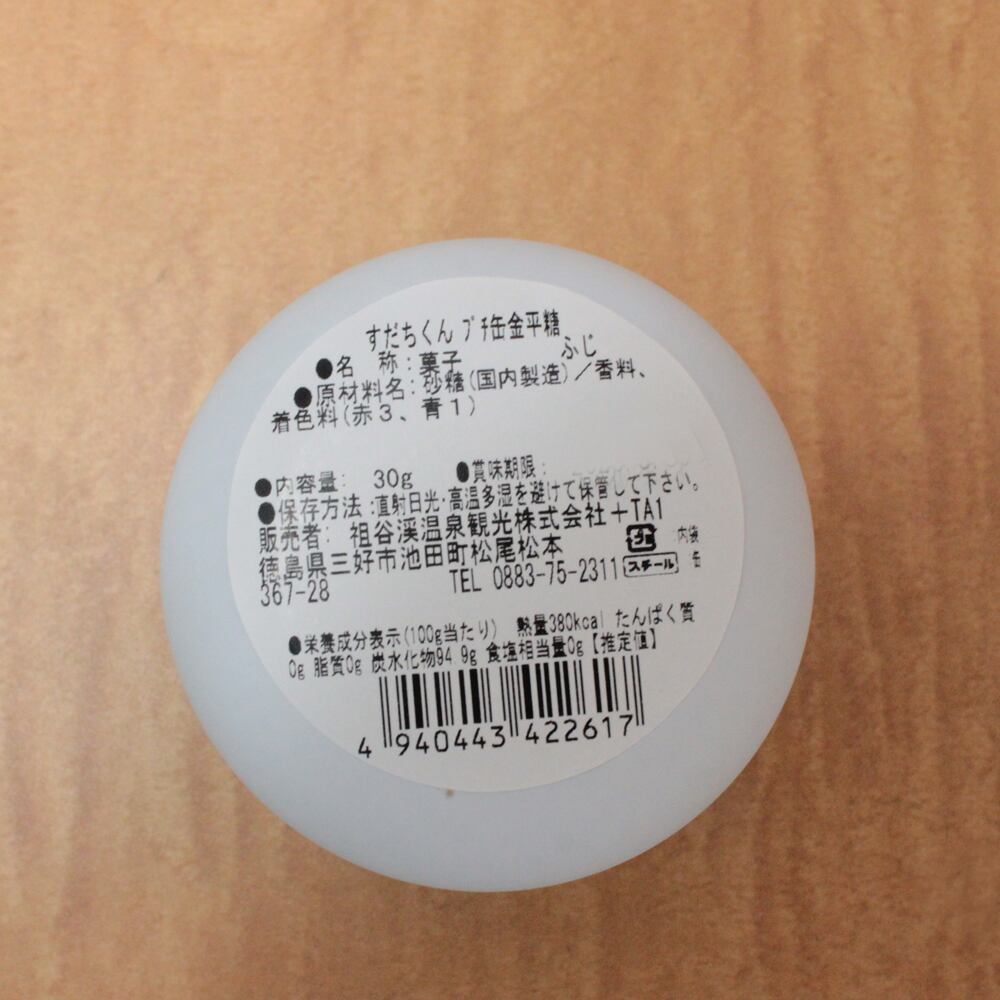 すだちくん プチ缶金平糖
ふじ
●名　称：菓子
●原材料名：砂糖(国内製造)／香料、
着色料(赤３、青１)
●内容量：　30g　●賞味期限：
●保存方法：直射日光・高温多湿を避けて保管して下さい。
販売者：祖谷渓温泉観光株式会社＋TA1
徳島県三好市池田町松尾松本
367-28　TEL 0883-75-2311
内袋
スチール 缶
●栄養成分表示(100g当たり)　熱量380kcal たんぱく質
0g 脂質0g 炭水化物94.9g 食塩相当量0g【推定値】
4 940443 422617